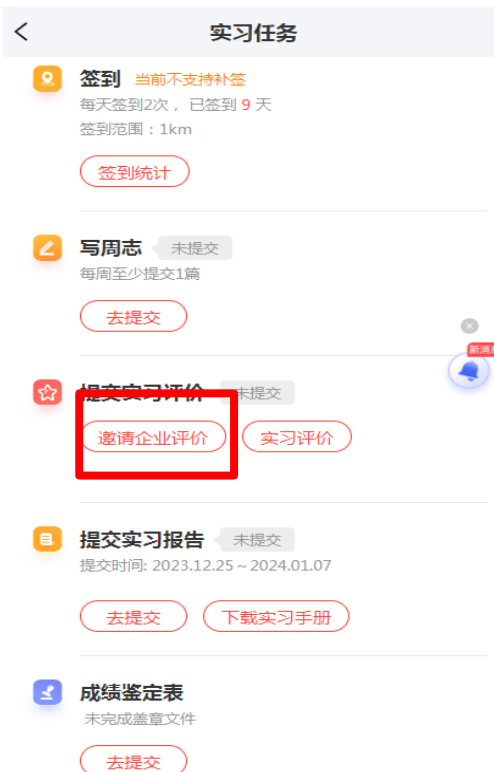 实习任务
签到 当前不支持补签
每天签到2次，已签到 9 天
签到范围：1km
签到统计
写周志 未提交
每周至少提交1篇
去提交
新消息
提交实习评价 未提交
邀请企业评价 实习评价
提交实习报告 未提交
提交时间: 2023.12.25 ~ 2024.01.07
去提交 下载实习手册
成绩鉴定表
未完成盖章文件
去提交